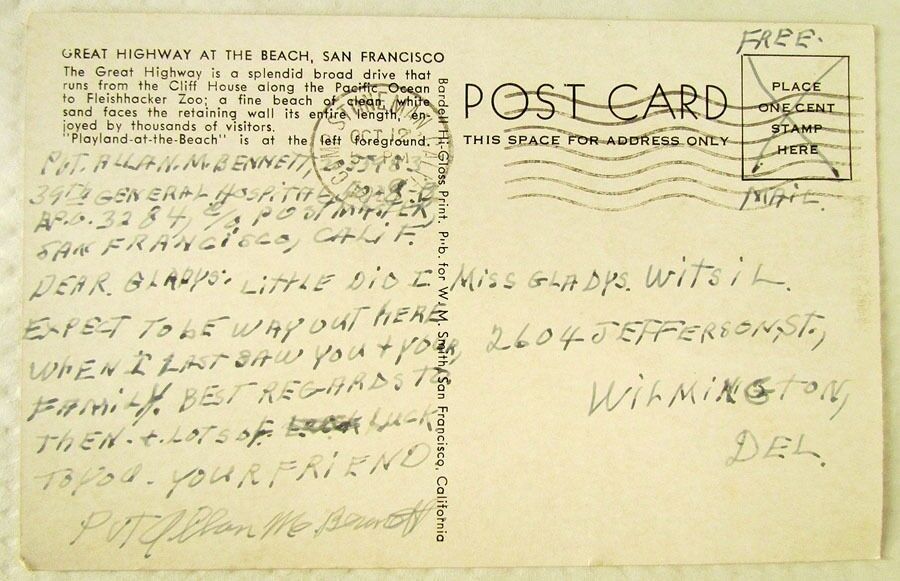 GREAT HIGHWAY AT THE BEACH, SAN FRANCISCO
The Great Highway is a splendid broad drive that
runs from the Cliff House along the Pacific Ocean
to Fleishhacker Zoo; a fine beach of clean, white
sand faces the retaining wall its entire length, en-
joyed by thousands of visitors.
"Playland-at-the-Beach" is at the left foreground.
PVT. ALLAN. M. BENNETT,
39TH GENERAL HOSPITAL
A.P.O. 3284, C/o POSTMASTER,
SAN FRANCISCO, CALIF.
DEAR. GLADYS. LITTLE DID I
EXPECT TO BE WAY OUT HERE
WHEN I LAST SAW YOU + YOUR,
FAMILY. BEST REGARDS TO
THEM. + LOTS OF. LUCK
TO YOU. YOUR FRIEND
PVT Allan M. Bennett
Bardell Hi-Gloss Print. Pub. for W. M. Smith, San Francisco, California
OCT 12
POST CARD
THIS SPACE FOR ADDRESS ONLY
FREE.
PLACE
ONE CENT
STAMP
HERE
MAIL.
MISS GLADYS. WITSIL.
2604 JEFFERSON, ST.,
WILMINGTON,
DEL.